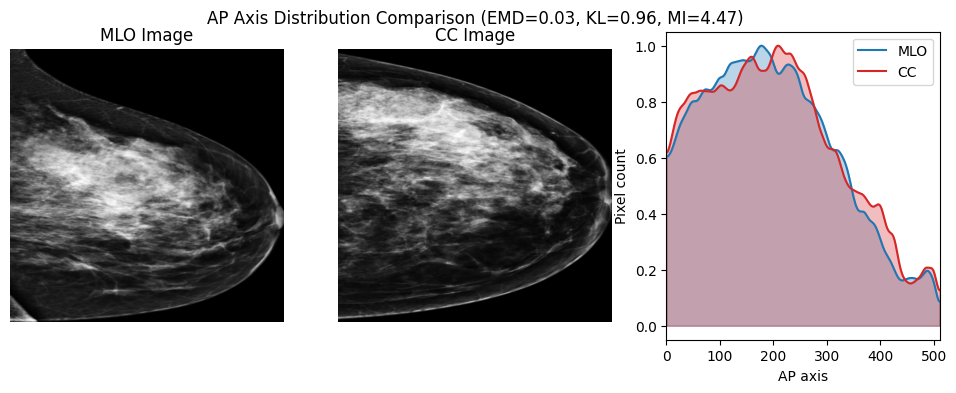 AP Axis Distribution Comparison (EMD=0.03, KL=0.96, MI=4.47)
MLO Image
CC Image
MLO
CC
Pixel count
1.0
0.8
0.6
0.4
0.2
0.0
0 100 200 300 400 500
AP axis